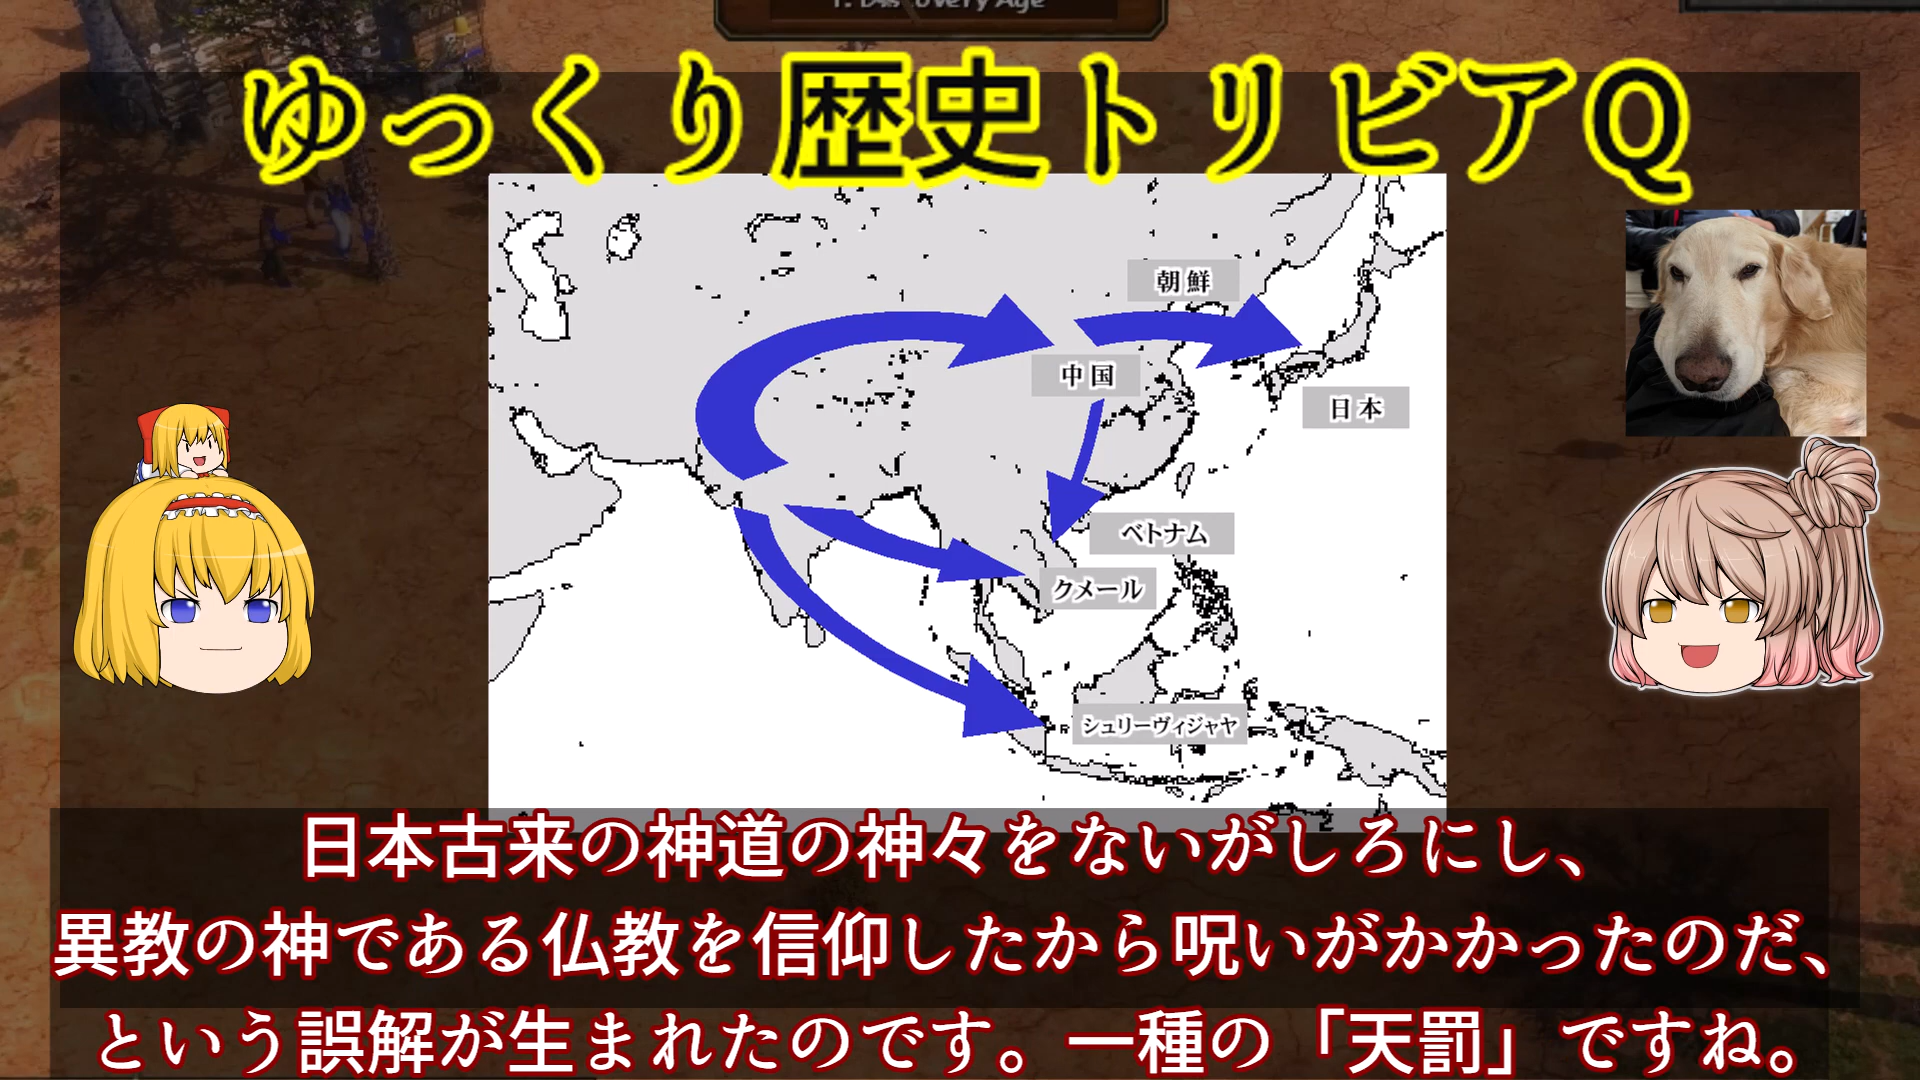 1. Discovery Age
ゆっくり歴史トリビアQ
朝鮮
中国
日本
ベトナム
クメール
シュリーヴィジャヤ
日本古来の神道の神々をないがしろにし、
異教の神である仏教を信仰したから呪いがかかったのだ、
という誤解が生まれたのです。一種の「天罰」ですね。